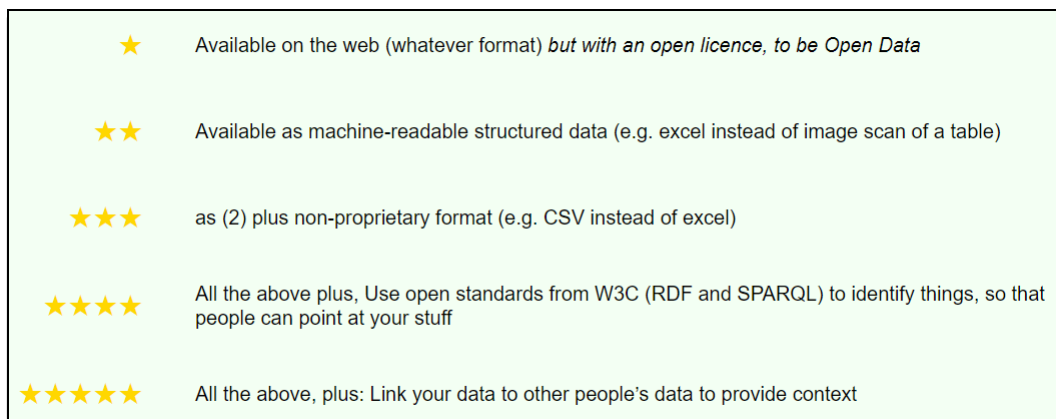 ★ Available on the web (whatever format) but with an open licence, to be Open Data
★★ Available as machine-readable structured data (e.g. excel instead of image scan of a table)
★★★ as (2) plus non-proprietary format (e.g. CSV instead of excel)
★★★★ All the above plus, Use open standards from W3C (RDF and SPARQL) to identify things, so that
people can point at your stuff
★★★★★ All the above, plus: Link your data to other people’s data to provide context